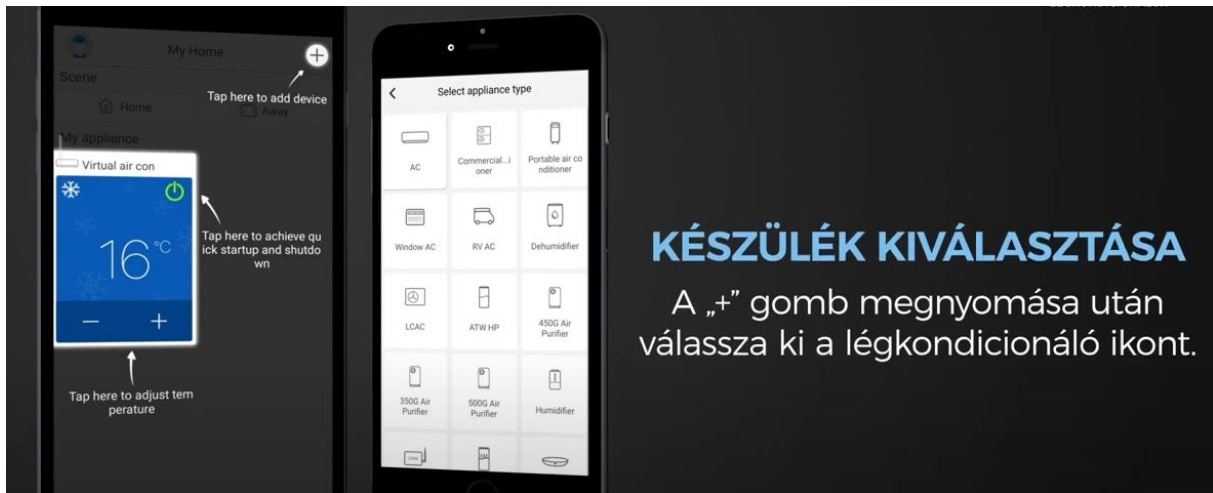 My Home
Scene
Tap here to add device
Home
Away
My appliance
Virtual air con
16°C
Tap here to achieve qu
ick startup and shutdo
wn
− +
Tap here to adjust tem
perature
Select appliance type
AC
Commercial...i
oner
Portable air co
nditioner
Window AC
RV AC
Dehumidifier
LCAC
ATW HP
450G Air
Purifier
350G Air
Purifier
500G Air
Purifier
Humidifier
KÉSZÜLÉK KIVÁLASZTÁSA
A „+” gomb megnyomása után
válassza ki a légkondicionáló ikont.